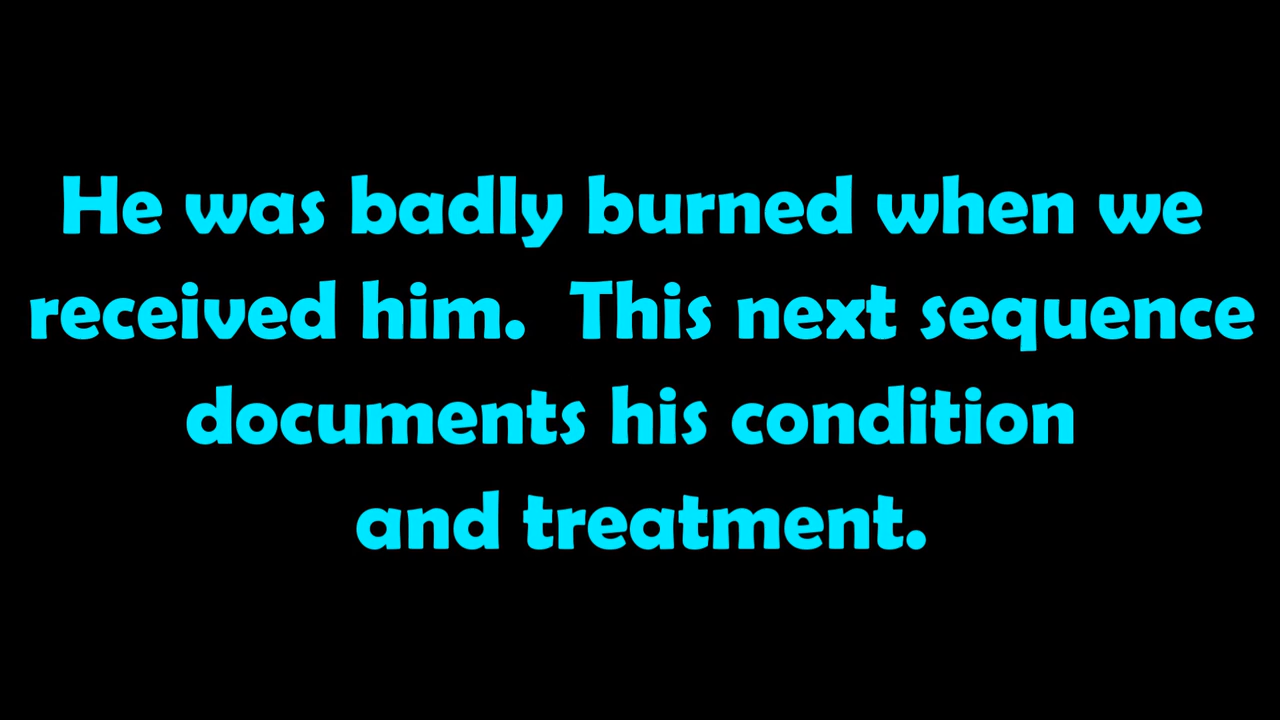 He was badly burned when we
received him.  This next sequence
documents his condition
and treatment.